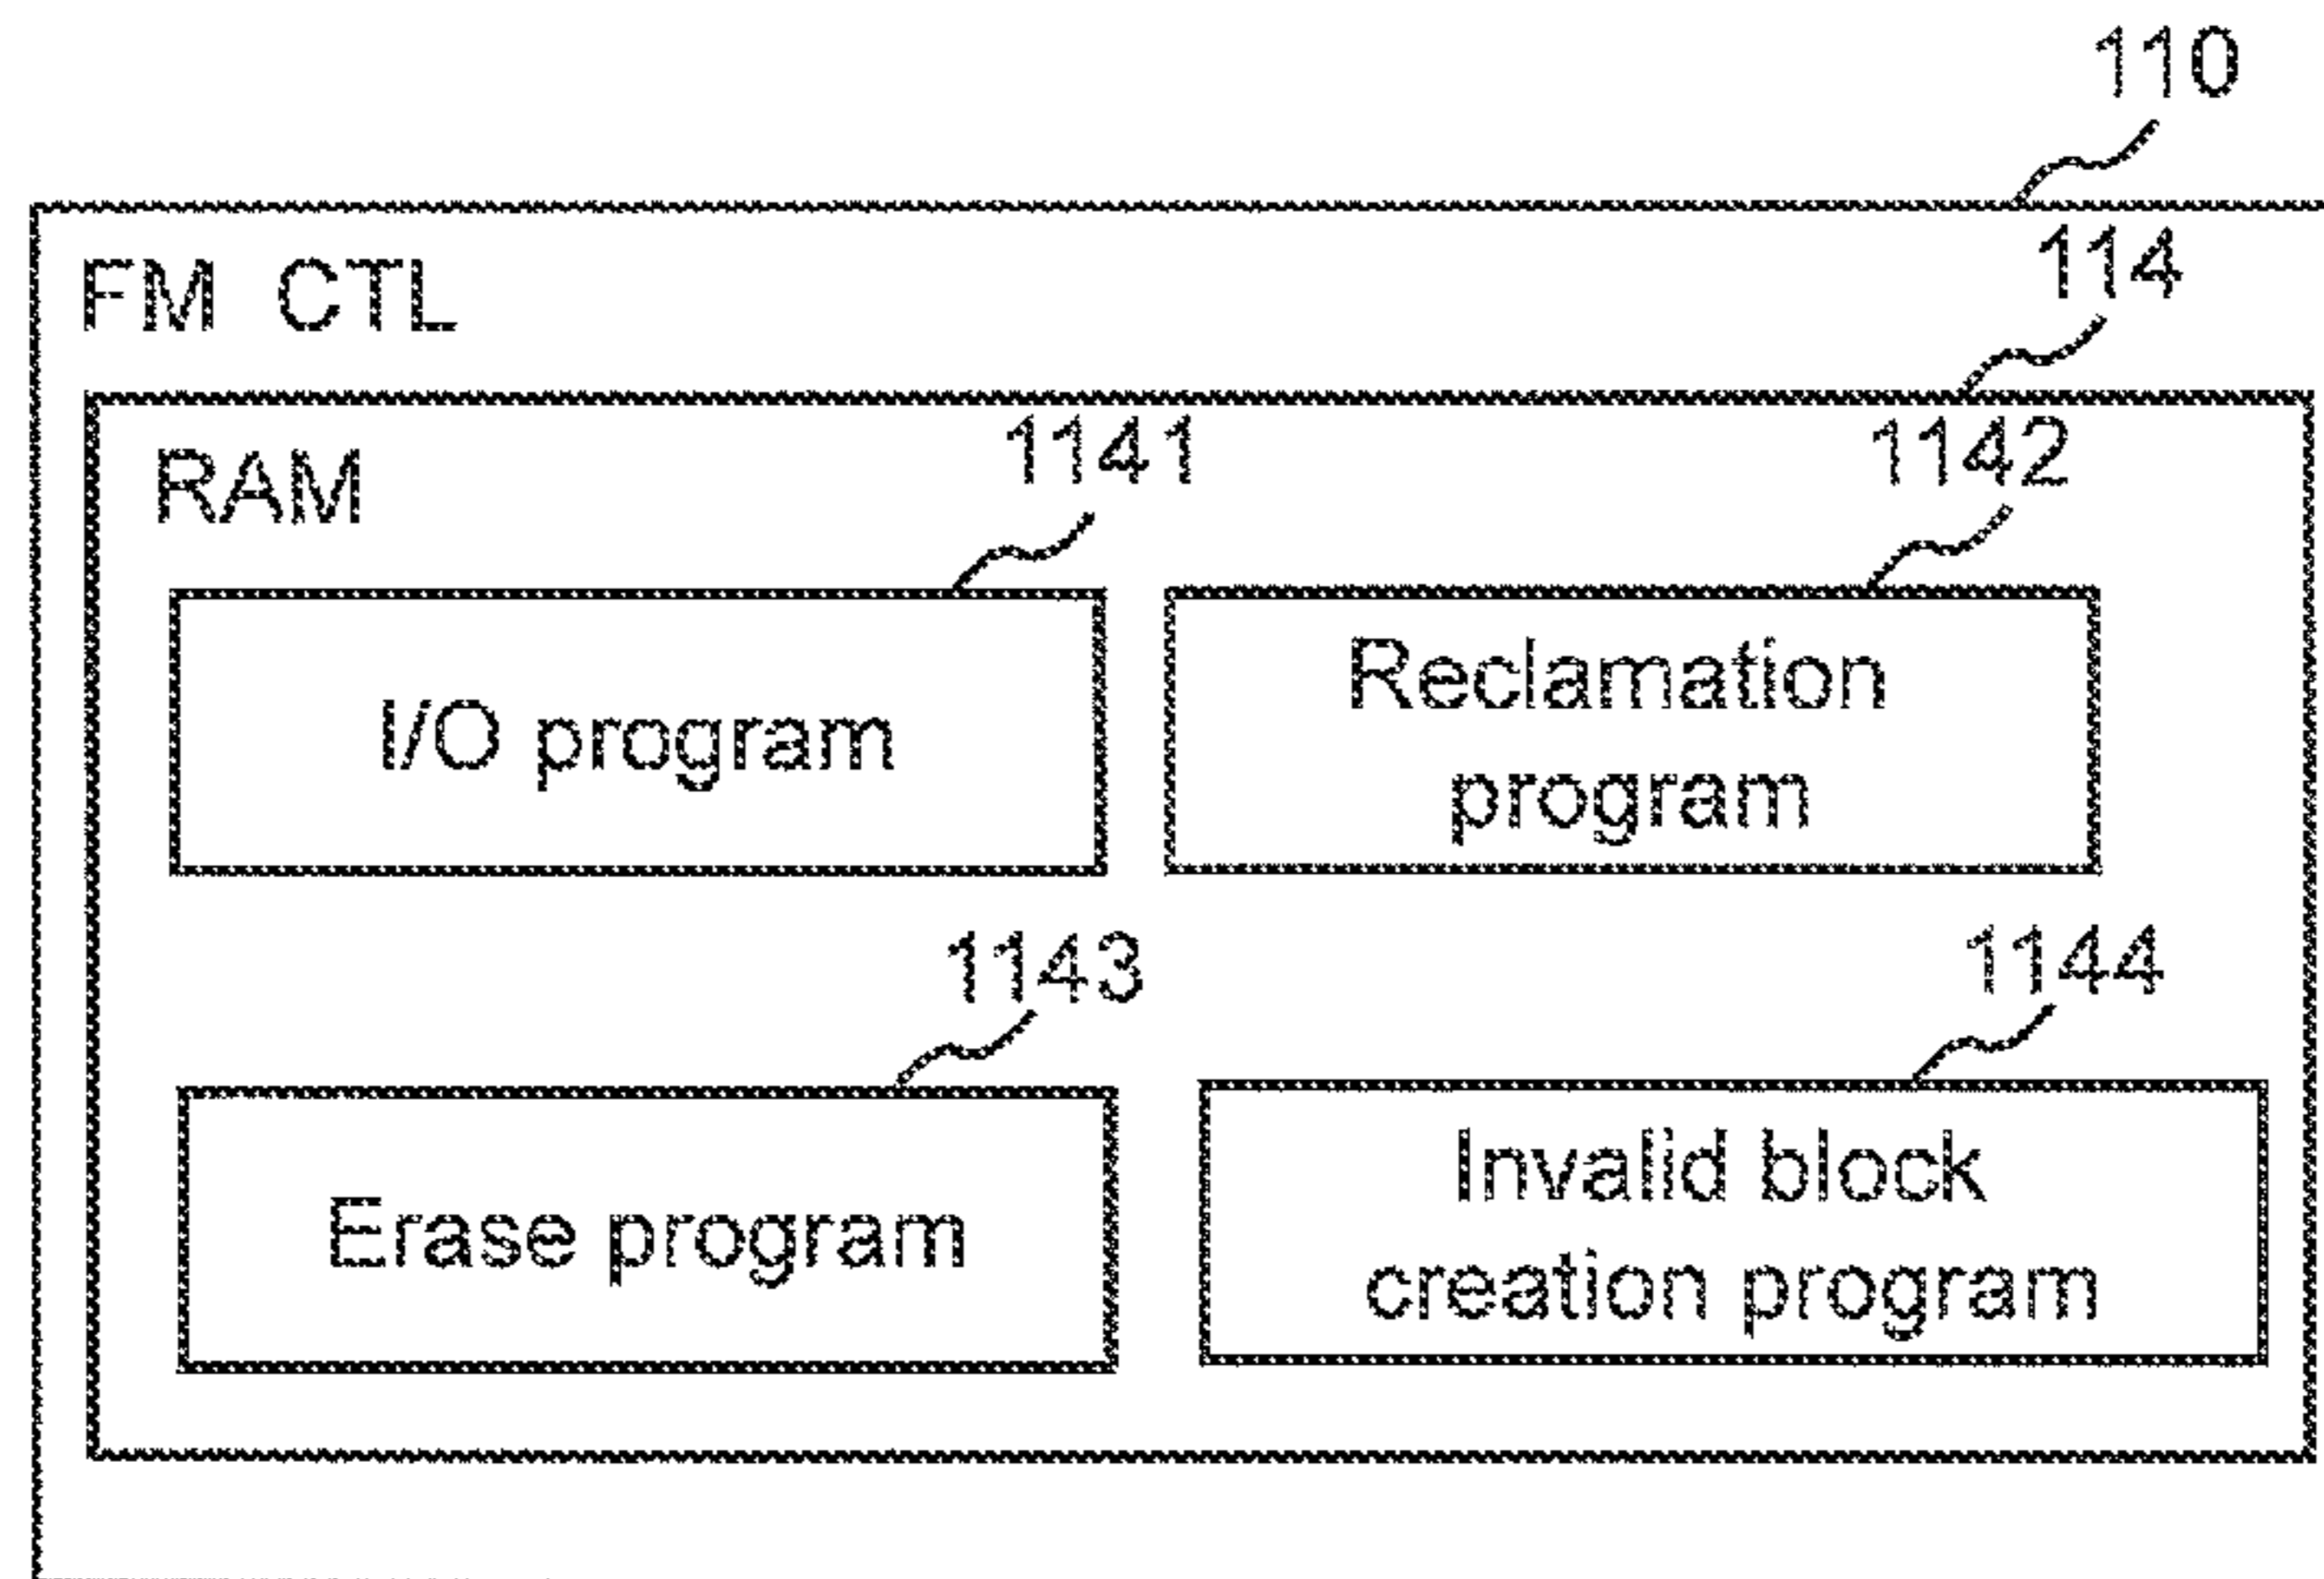 110
FM CTL
114
RAM
1141
1142
I/O program
Reclamation
program
1143
1144
Erase program
Invalid block
creation program